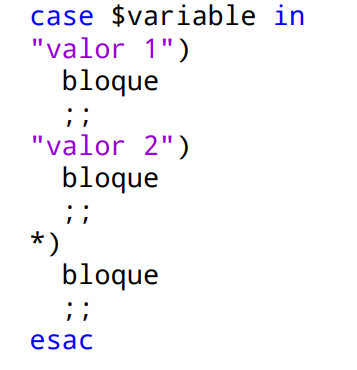 case $variable in
"valor 1")
  bloque
  ;;
"valor 2")
  bloque
  ;;
*)
  bloque
  ;;
esac